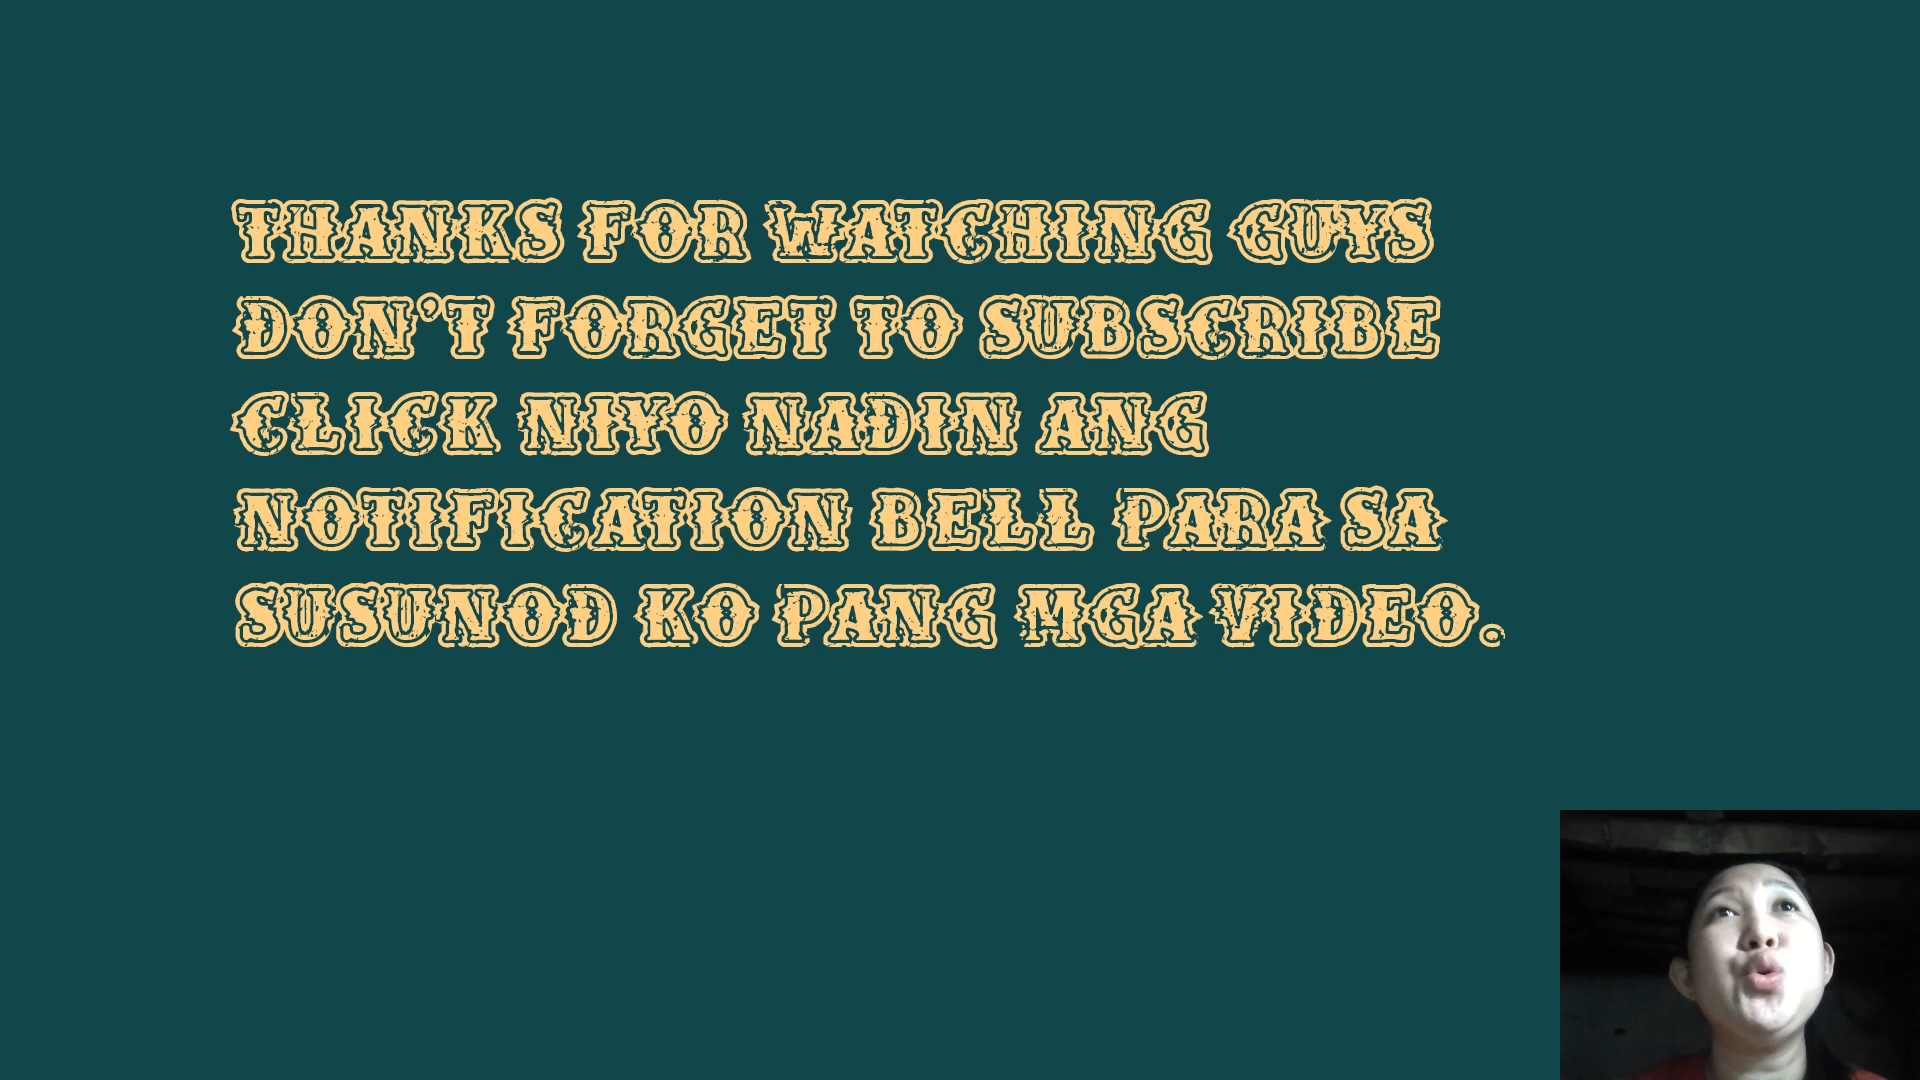 THANKS FOR WATCHING GUYS
DON'T FORGET TO SUBSCRIBE
CLICK NIYO NADIN ANG
NOTIFICATION BELL PARA SA
SUSUNOD KO PANG MGA VIDEO.